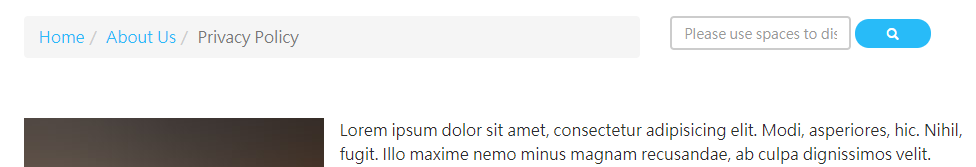 Home / About Us / Privacy Policy
Please use spaces to dis
Lorem ipsum dolor sit amet, consectetur adipisicing elit. Modi, asperiores, hic. Nihil,
fugit. Illo maxime nemo minus magnam recusandae, ab culpa dignissimos velit.